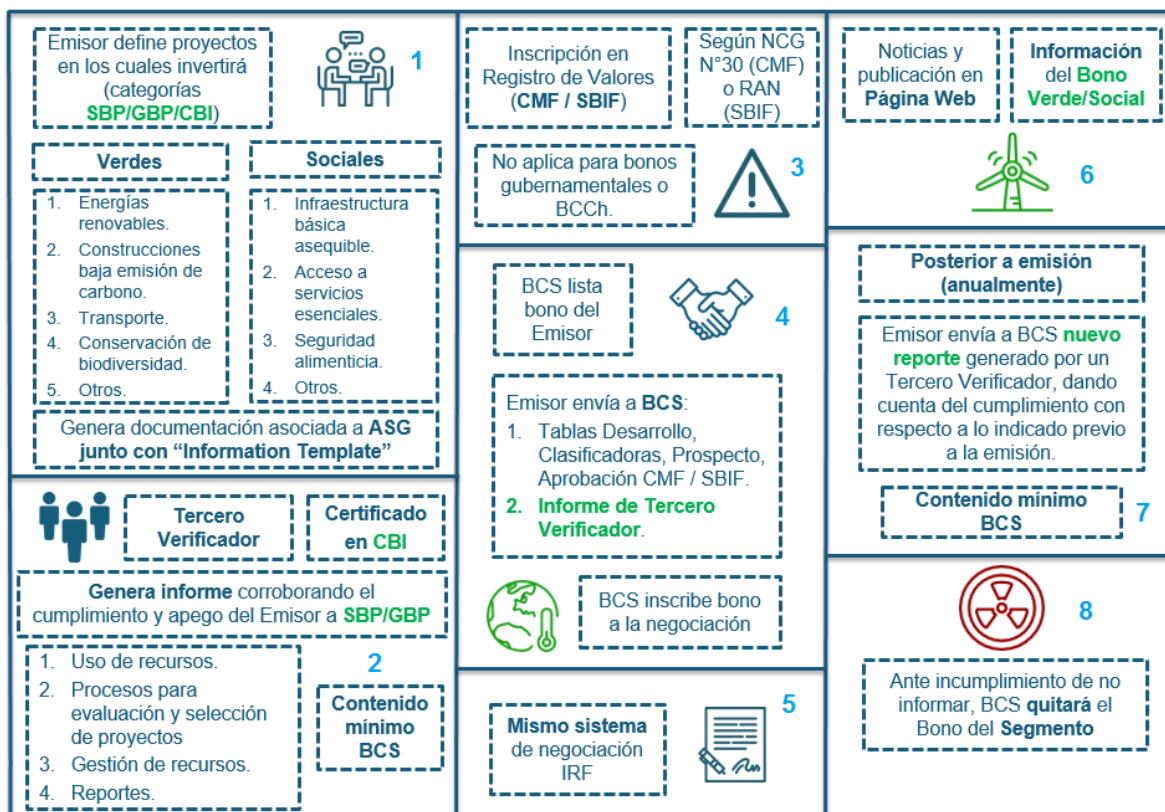 Emisor define proyectos
en los cuales invertirá
(categorías
SBP/GBP/CBI)
1
Verdes
1. Energías
renovables.
2. Construcciones
baja emisión de
carbono.
3. Transporte.
4. Conservación de
biodiversidad.
5. Otros.
Sociales
1. Infraestructura
básica
asequible.
2. Acceso a
servicios
esenciales.
3. Seguridad
alimenticia.
4. Otros.
Genera documentación asociada a ASG
junto con “Information Template”
Tercero
Verificador
Certificado
en CBI
Genera informe corroborando el
cumplimiento y apego del Emisor a SBP/GBP
1. Uso de recursos.
2. Procesos para
evaluación y selección
de proyectos
3. Gestión de recursos.
4. Reportes.
2
Contenido
mínimo
BCS
Inscripción en
Registro de Valores
(CMF / SBIF)
Según NCG
N°30 (CMF)
o RAN
(SBIF)
No aplica para bonos
gubernamentales o
BCCh.
3
BCS lista
bono del
Emisor
4
Emisor envía a BCS:
1. Tablas Desarrollo,
Clasificadoras, Prospecto,
Aprobación CMF / SBIF.
2. Informe de Tercero
Verificador.
BCS inscribe bono
a la negociación
Mismo sistema
de negociación
IRF
5
Noticias y
publicación en
Página Web
Información
del Bono
Verde/Social
6
Posterior a emisión
(anualmente)
Emisor envía a BCS nuevo
reporte generado por un
Tercero Verificador, dando
cuenta del cumplimiento con
respecto a lo indicado previo
a la emisión.
Contenido mínimo
BCS
7
8
Ante incumplimiento de no
informar, BCS quitará el
Bono del Segmento